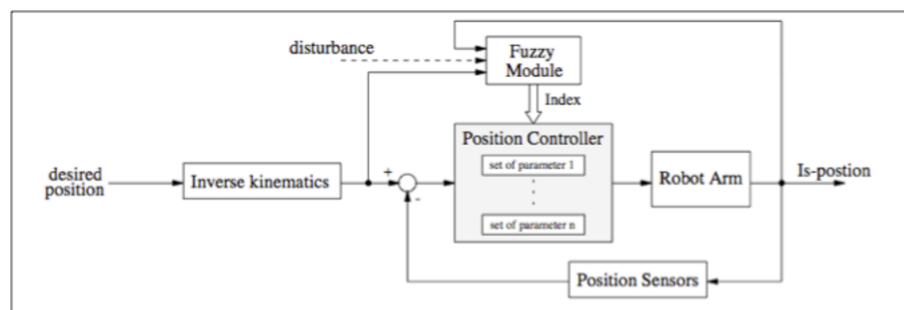 disturbance
Fuzzy
Module
Index
Position Controller
desired
position
Inverse kinematics
+
-
set of parameter 1
set of parameter n
Robot Arm
Is-postion
Position Sensors